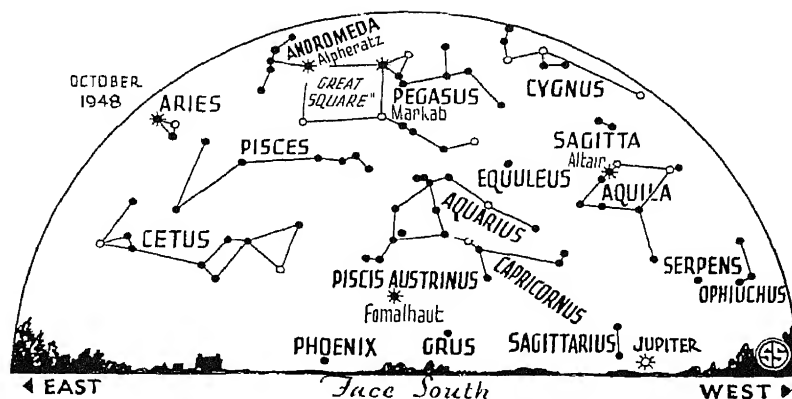 ANDROMEDA
Alpheratz
OCTOBER
1948
ARIES
GREAT
SQUARE"
PEGASUS
Markab
CYGNUS
PISCES
SAGITTA
Altair
EQUULEUS
AQUILA
AQUARIUS
CETUS
PISCIS AUSTRINUS
Fomalhaut
CAPRICORNUS
SERPENS
OPHIUCHUS
PHOENIX
GRUS
SAGITTARIUS
JUPITER
SS
EAST
Face South
WEST